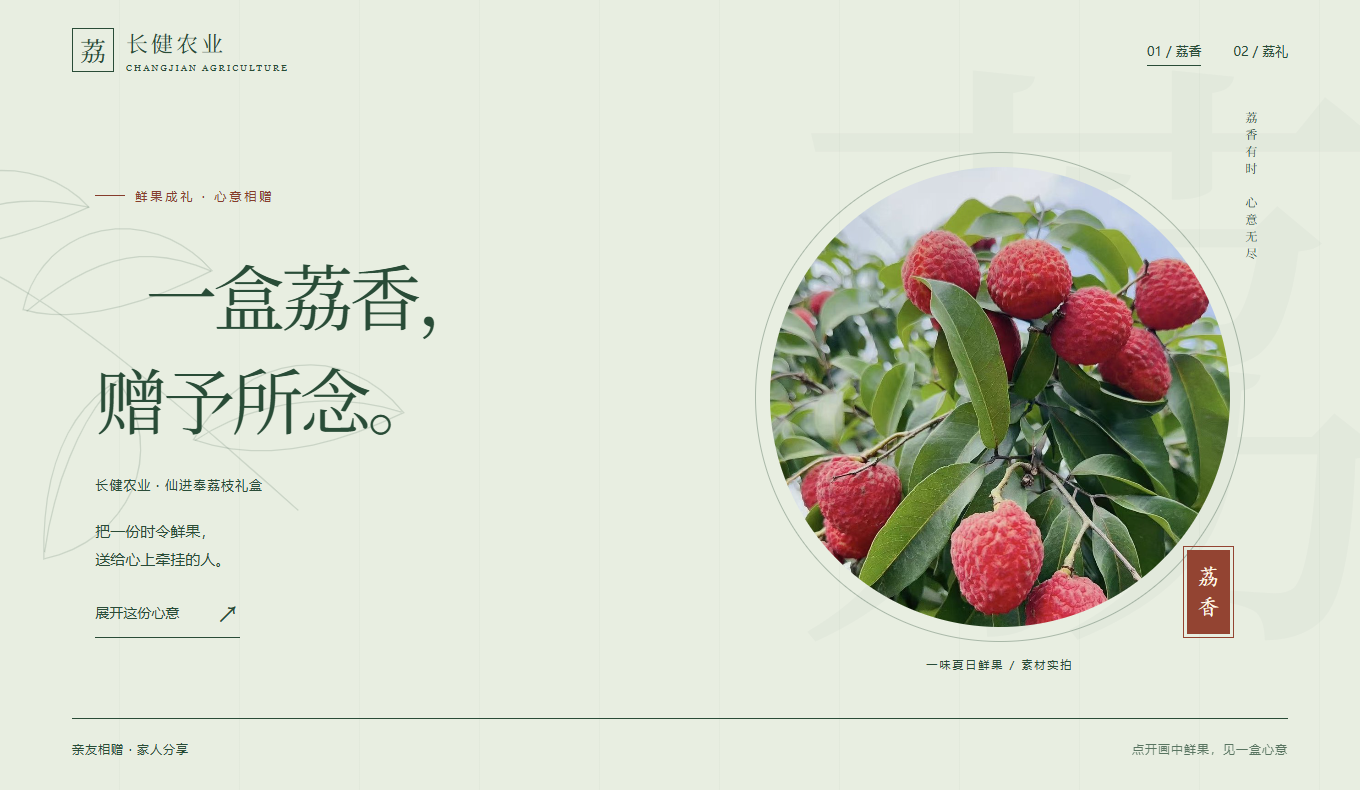 荔
长健农业
CHANGJIAN AGRICULTURE
01 / 荔香
02 / 荔礼
荔香有时 心意无尽
鲜果成礼 · 心意相赠
一盒荔香，
赠予所念。
长健农业 · 仙进奉荔枝礼盒
把一份时令鲜果，
送给心上牵挂的人。
展开这份心意
荔香
一味夏日鲜果 / 素材实拍
亲友相赠 · 家人分享
点开画中鲜果，见一盒心意
荔